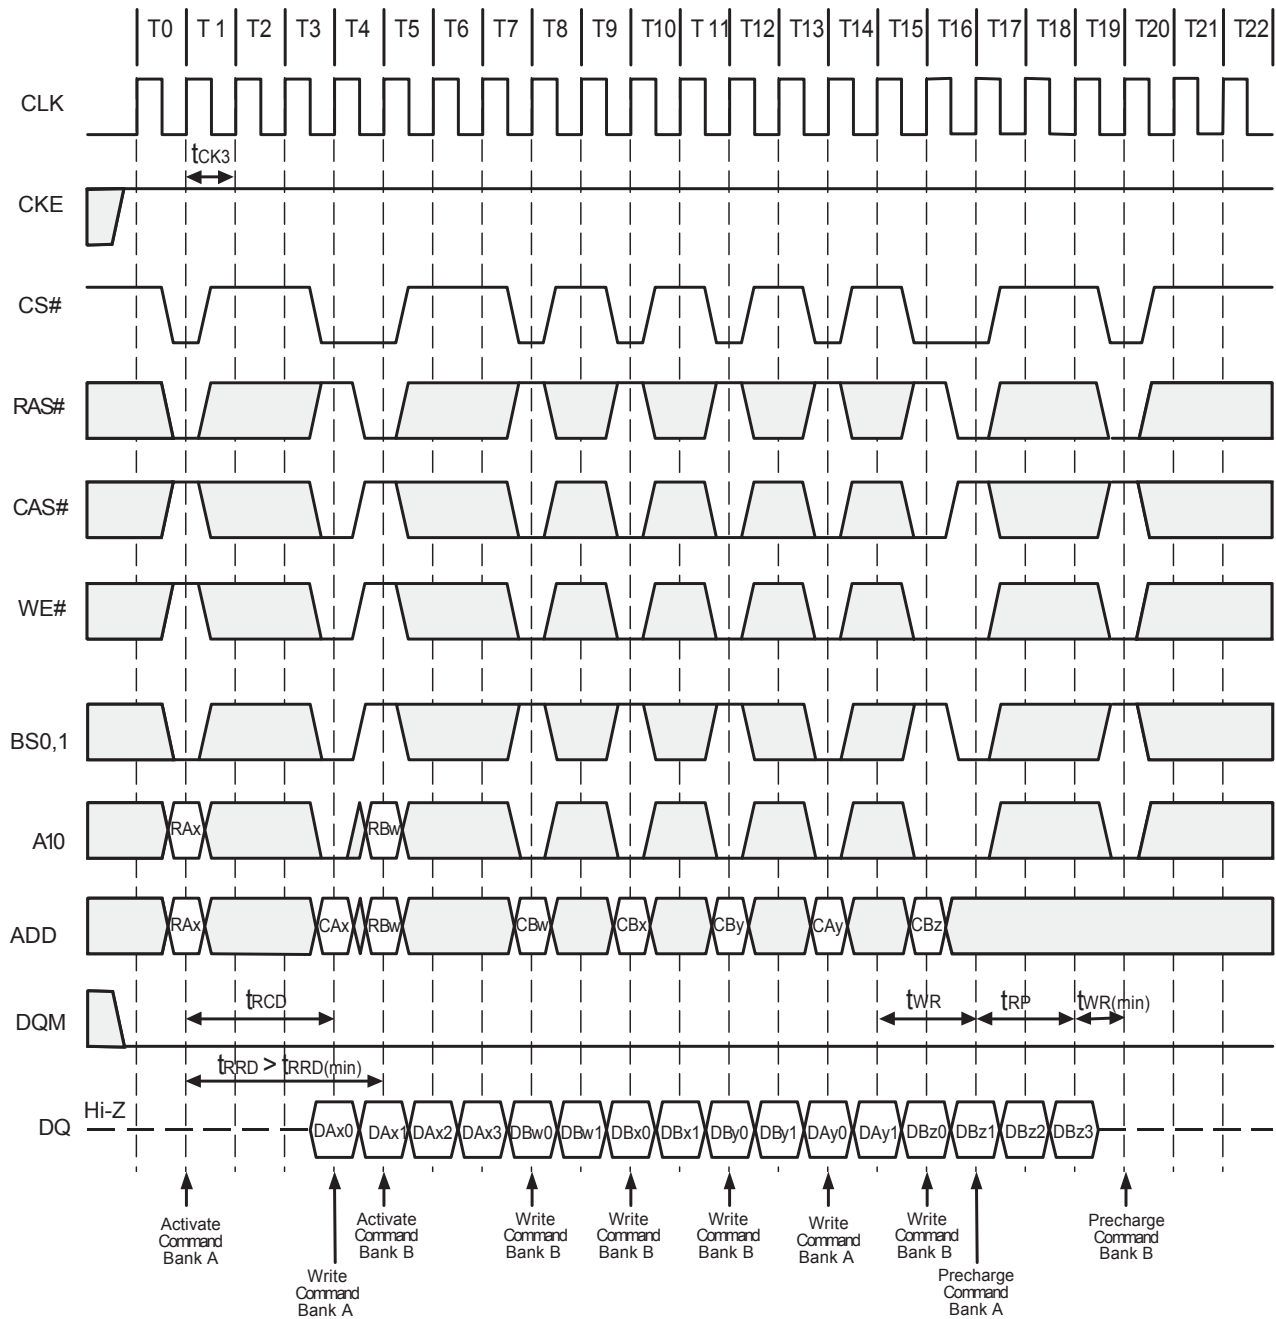 T0 T 1 T2 T3 T4 T5 T6 T7 T8 T9 T10 T 11 T12 T13 T14 T15 T16 T17 T18 T19 T20 T21 T22
CLK
tCK3
CKE
CS#
RAS#
CAS#
WE#
BS0,1
A10 RAx RBw
ADD RAx CAx RBw CBw CBx CBy CAy CBz
DQM tRCD tWR tRP tWR(min)
tRRD > tRRD(min)
Hi-Z
DQ DAx0 DAx1 DAx2 DAx3 DBw0 DBw1 DBx0 DBx1 DBy0 DBy1 DAy0 DAy1 DBz0 DBz1 DBz2 DBz3
Activate
Command
Bank A
Write
Command
Bank A
Activate
Command
Bank B
Write
Command
Bank B
Write
Command
Bank B
Write
Command
Bank B
Write
Command
Bank A
Write
Command
Bank B
Precharge
Command
Bank A
Precharge
Command
Bank B